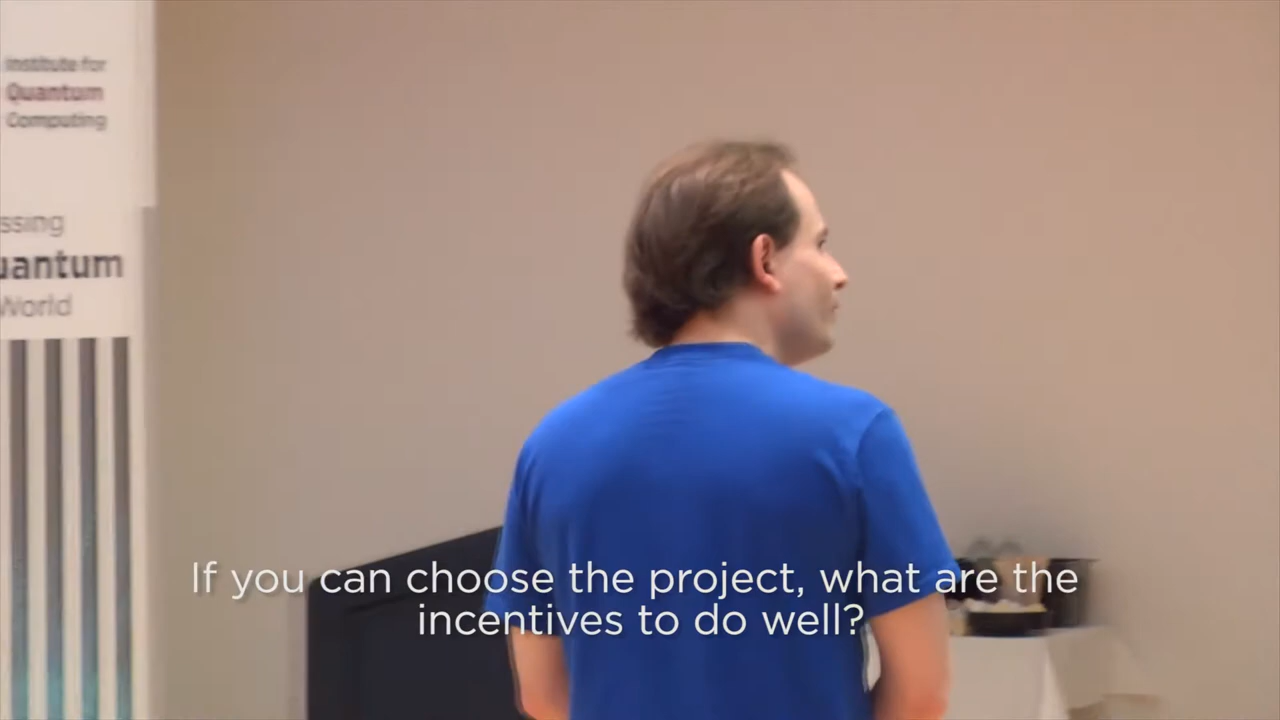 Institute for
Quantum
Computing
ssing
uantum
World
If you can choose the project, what are the
incentives to do well?